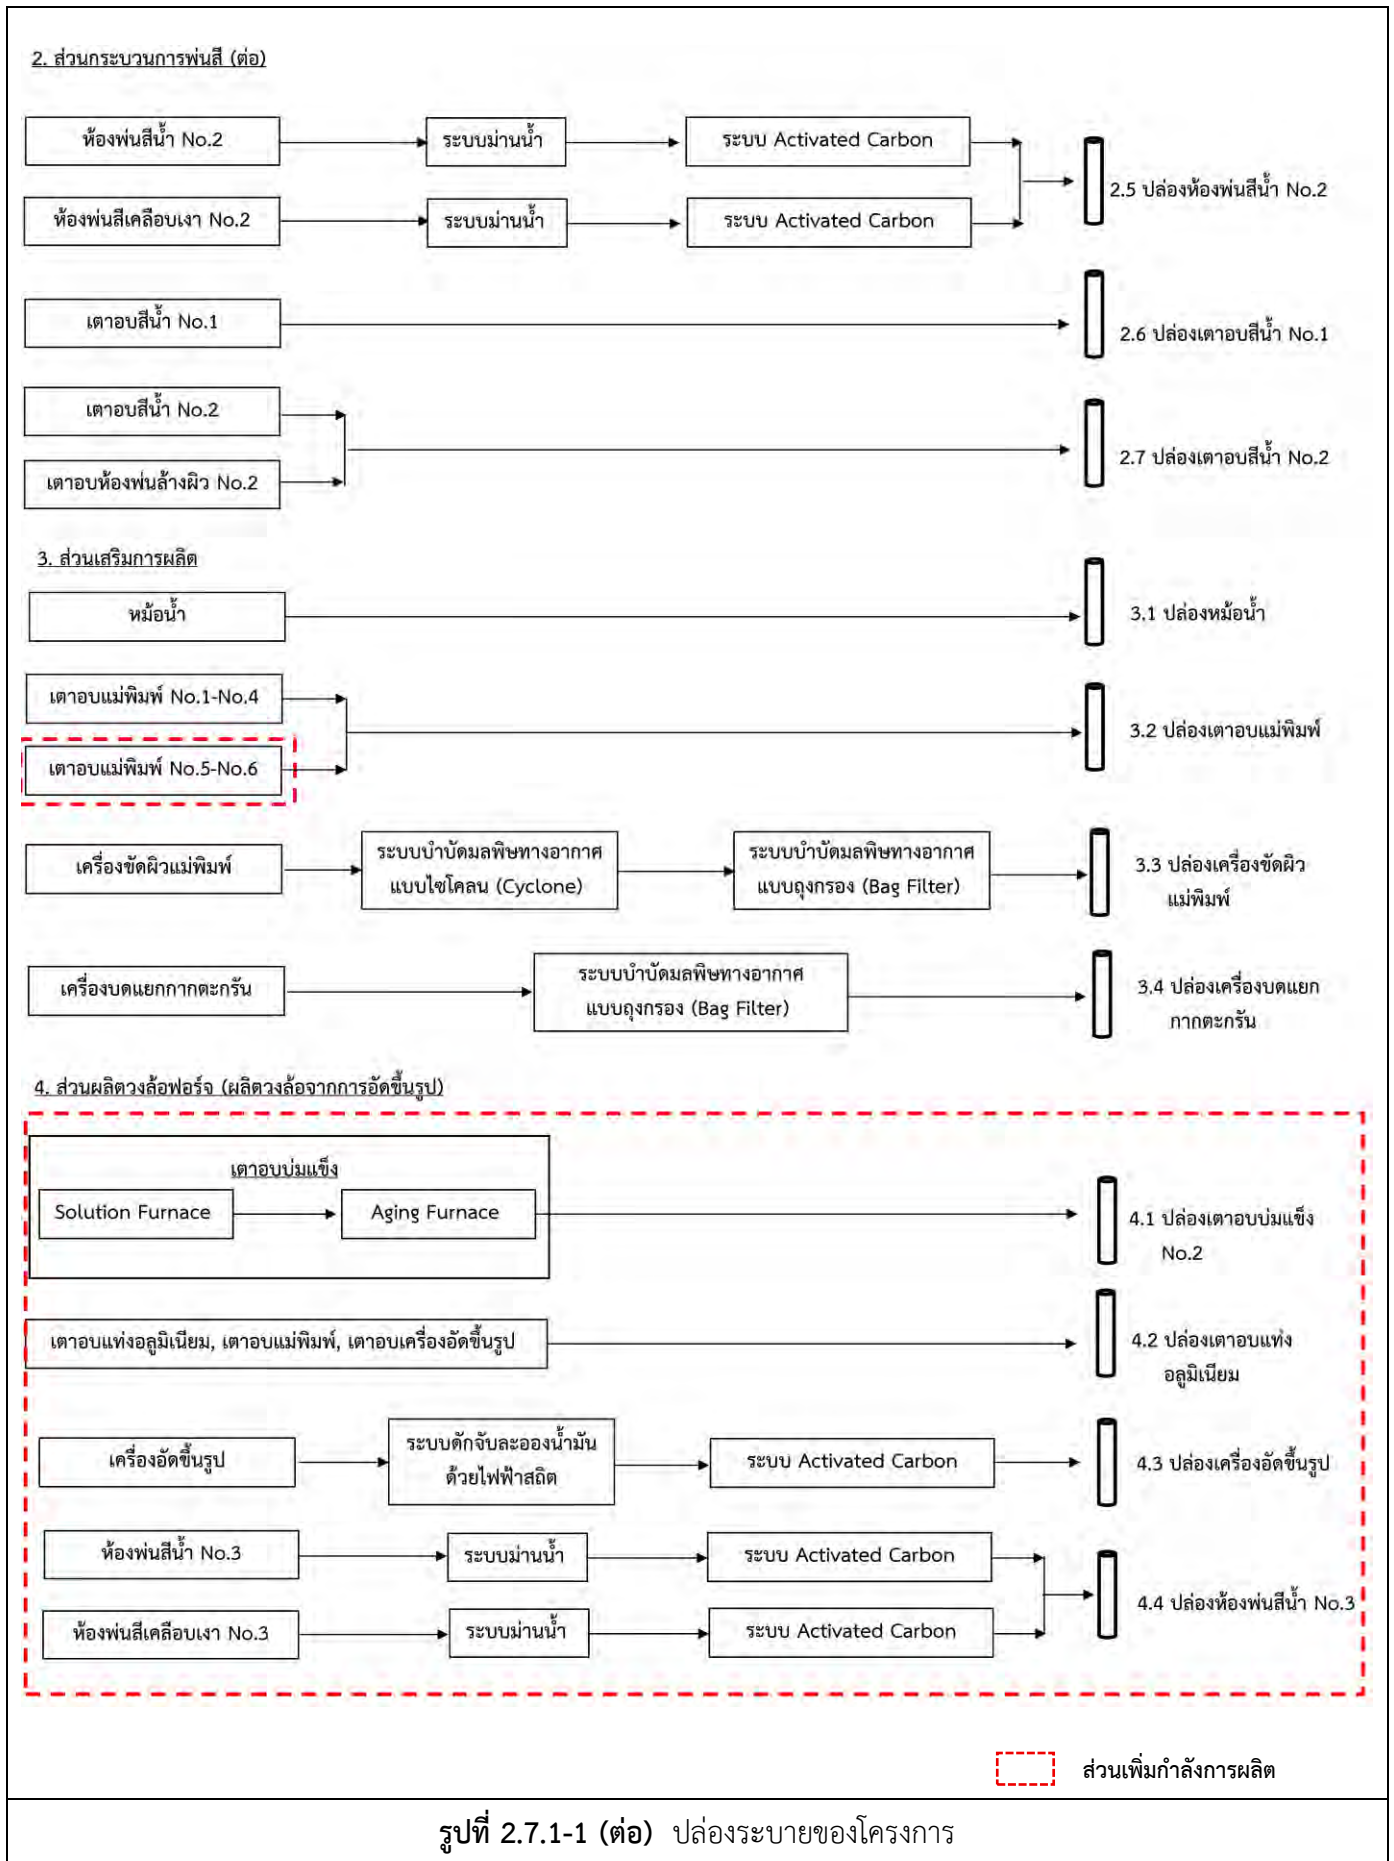 2. ส่วนกระบวนการพ่นสี (ต่อ)
ห้องพ่นสีน้ำ No.2
ระบบม่านน้ำ
ระบบ Activated Carbon
2.5 ปล่องห้องพ่นสีน้ำ No.2
ห้องพ่นสีเคลือบเงา No.2
ระบบม่านน้ำ
ระบบ Activated Carbon
เตาอบสีน้ำ No.1
2.6 ปล่องเตาอบสีน้ำ No.1
เตาอบสีน้ำ No.2
2.7 ปล่องเตาอบสีน้ำ No.2
เตาอบห้องพ่นล้างผิว No.2
3. ส่วนเสริมการผลิต
หม้อน้ำ
3.1 ปล่องหม้อน้ำ
เตาอบแม่พิมพ์ No.1-No.4
3.2 ปล่องเตาอบแม่พิมพ์
เตาอบแม่พิมพ์ No.5-No.6
เครื่องขัดผิวแม่พิมพ์
ระบบบำบัดมลพิษทางอากาศ
แบบไซโคลน (Cyclone)
ระบบบำบัดมลพิษทางอากาศ
แบบถุงกรอง (Bag Filter)
3.3 ปล่องเครื่องขัดผิว
แม่พิมพ์
เครื่องบดแยกกากตะกรัน
ระบบบำบัดมลพิษทางอากาศ
แบบถุงกรอง (Bag Filter)
3.4 ปล่องเครื่องบดแยก
กากตะกรัน
4. ส่วนผลิตวงล้อฟอร์จ (ผลิตวงล้อจากการอัดขึ้นรูป)
เตาอบบ่มแข็ง
Solution Furnace
Aging Furnace
4.1 ปล่องเตาอบบ่มแข็ง
No.2
เตาอบแท่งอลูมิเนียม, เตาอบแม่พิมพ์, เตาอบเครื่องอัดขึ้นรูป
4.2 ปล่องเตาอบแท่ง
อลูมิเนียม
เครื่องอัดขึ้นรูป
ระบบดักจับละอองน้ำมัน
ด้วยไฟฟ้าสถิต
ระบบ Activated Carbon
4.3 ปล่องเครื่องอัดขึ้นรูป
ห้องพ่นสีน้ำ No.3
ระบบม่านน้ำ
ระบบ Activated Carbon
4.4 ปล่องห้องพ่นสีน้ำ No.3
ห้องพ่นสีเคลือบเงา No.3
ระบบม่านน้ำ
ระบบ Activated Carbon
ส่วนเพิ่มกำลังการผลิต
รูปที่ 2.7.1-1 (ต่อ) ปล่องระบายของโครงการ